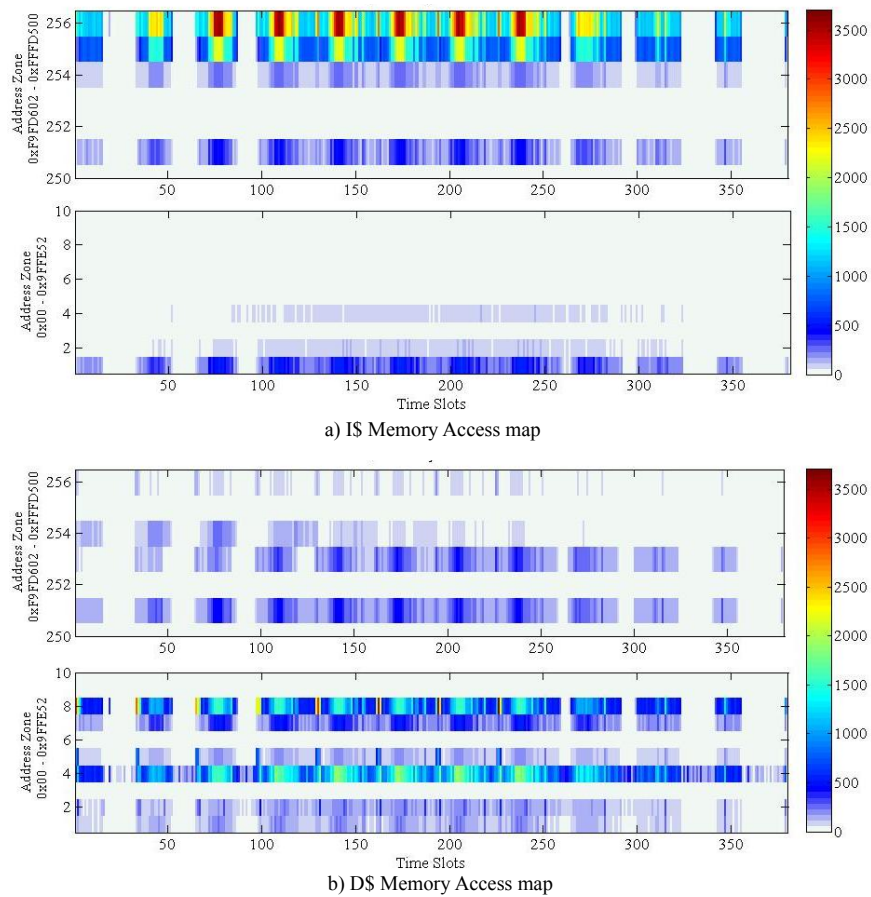 Address Zone
0xF9FD602 - 0xFFFD500
256
254
252
250
50 100 150 200 250 300 350
Address Zone
0x00 - 0x9FFE52
10
8
6
4
2
50 100 150 200 250 300 350
Time Slots
3500
3000
2500
2000
1500
1000
500
0
a) I$ Memory Access map
Address Zone
0xF9FD602 - 0xFFFD500
256
254
252
250
50 100 150 200 250 300 350
Address Zone
0x00 - 0x9FFE52
10
8
6
4
2
50 100 150 200 250 300 350
Time Slots
3500
3000
2500
2000
1500
1000
500
0
b) D$ Memory Access map